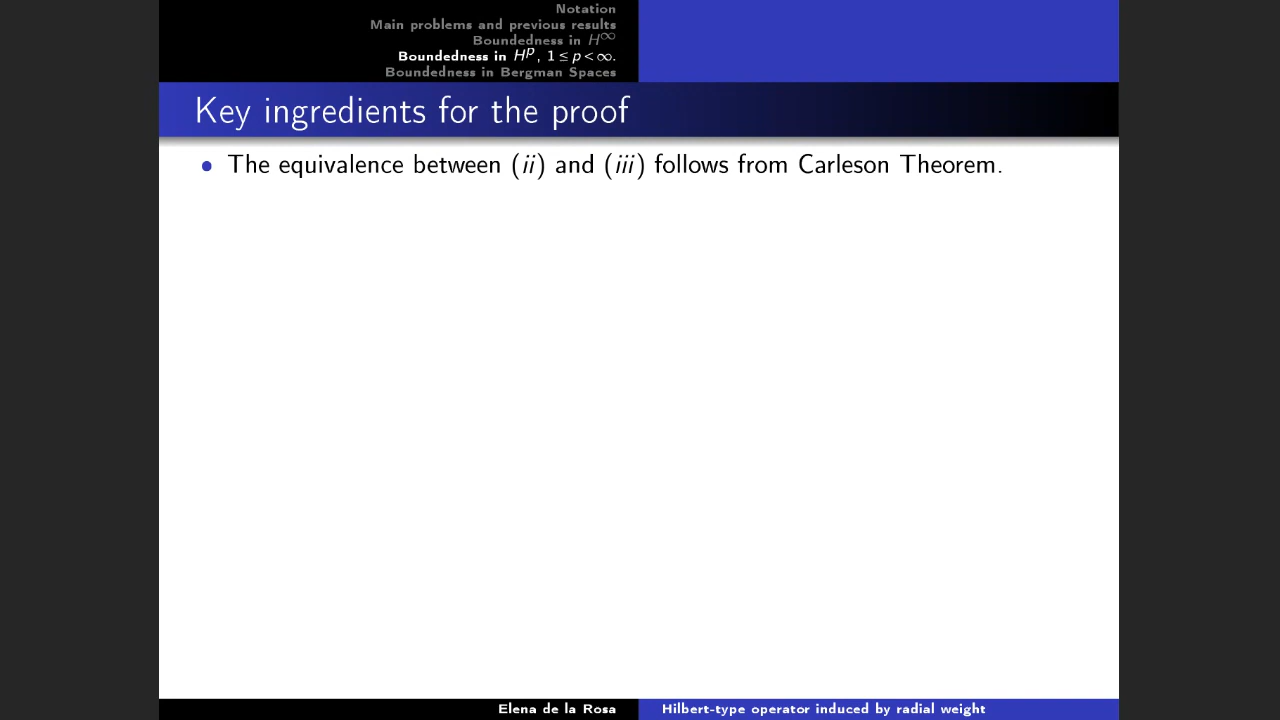 Notation
Main problems and previous results
Boundedness in H^∞
Boundedness in H^p, 1 ≤ p < ∞.
Boundedness in Bergman Spaces
Key ingredients for the proof
• The equivalence between (ii) and (iii) follows from Carleson Theorem.
Elena de la Rosa
Hilbert-type operator induced by radial weight